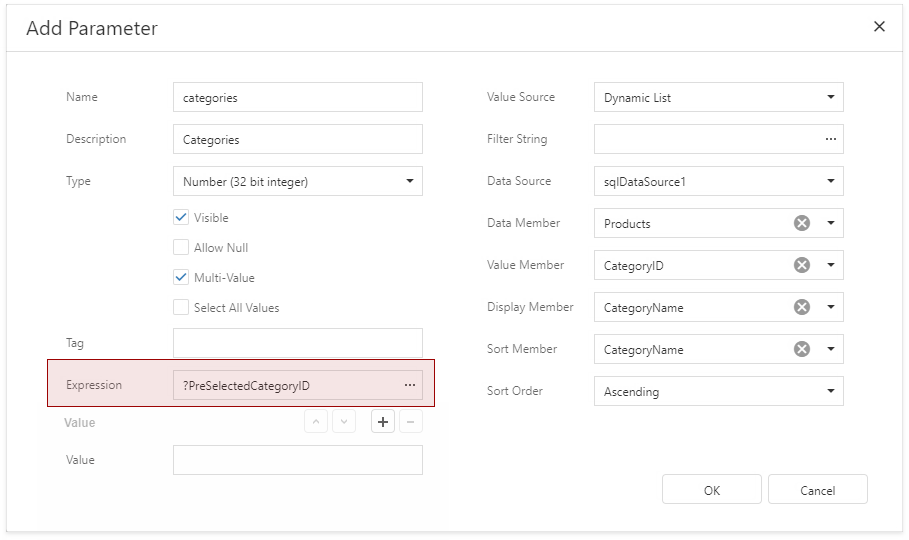 Add Parameter
Name categories
Description Categories
Type Number (32 bit integer)
Visible
Allow Null
Multi-Value
Select All Values
Tag
Expression ?PreSelectedCategoryID ...
Value
Value
Value Source Dynamic List
Filter String ...
Data Source sqlDataSource1
Data Member Products
Value Member CategoryID
Display Member CategoryName
Sort Member CategoryName
Sort Order Ascending
OK Cancel